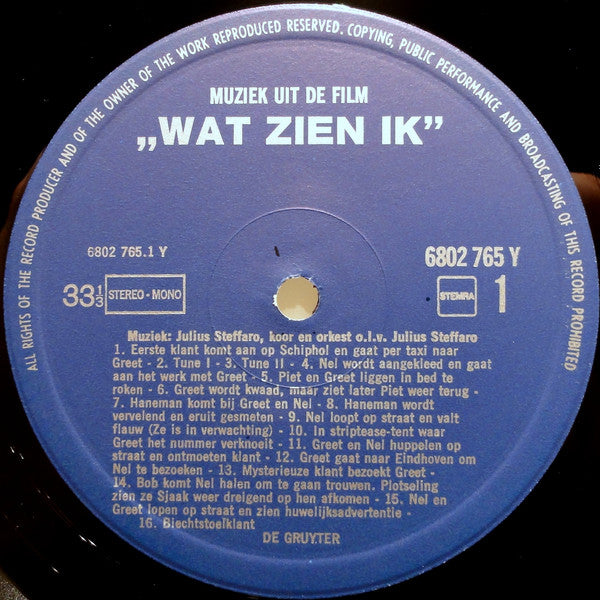 ALL RIGHTS OF THE RECORD PRODUCER AND OF THE OWNER OF THE WORK REPRODUCED RESERVED. COPYING, PUBLIC PERFORMANCE AND BROADCASTING OF THIS RECORD PROHIBITED
MUZIEK UIT DE FILM
„WAT ZIEN IK”
6802 765.1 Y
6802 765 Y
33 1/3 STEREO - MONO
STEMRA 1
Muziek: Julius Steffaro, koor en orkest o.l.v. Julius Steffaro
1. Eerste klant komt aan op Schiphol en gaat per taxi naar
Greet - 2. Tune I - 3. Tune II - 4. Nel wordt aangekleed en gaat
aan het werk met Greet - 5. Piet en Greet liggen in bed te
roken - 6. Greet wordt kwaad, maar ziet later Piet weer terug -
7. Haneman komt bij Greet en Nel - 8. Haneman wordt
vervelend en eruit gesmeten - 9. Nel loopt op straat en valt
flauw (Ze is in verwachting) - 10. In striptease-tent waar
Greet het nummer verknoeit - 11. Greet en Nel huppelen op
straat en ontmoeten klant - 12. Greet gaat naar Eindhoven om
Nel te bezoeken - 13. Mysterieuze klant bezoekt Greet -
14. Bob komt Nel halen om te gaan trouwen. Plotseling
zien ze Sjaak weer dreigend op hen afkomen - 15. Nel en
Greet lopen op straat en zien huwelijksadvertentie -
16. Biechtstoelklant
DE GRUYTER